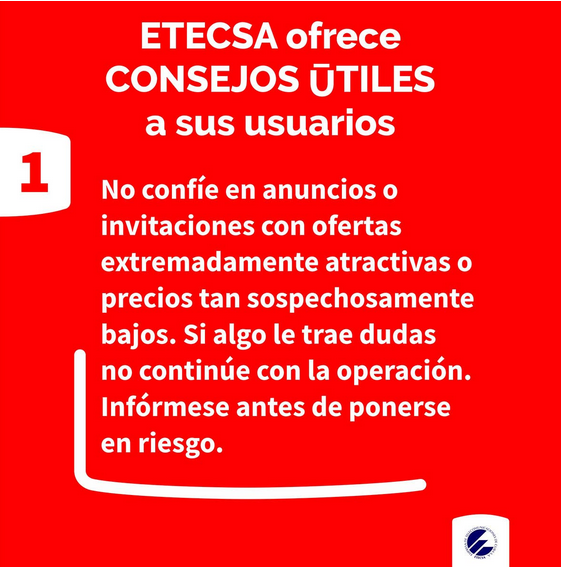 ETECSA ofrece
CONSEJOS ŪTILES
a sus usuarios
1
No confíe en anuncios o
invitaciones con ofertas
extremadamente atractivas o
precios tan sospechosamente
bajos. Si algo le trae dudas
no continúe con la operación.
Infórmese antes de ponerse
en riesgo.
ETECSA